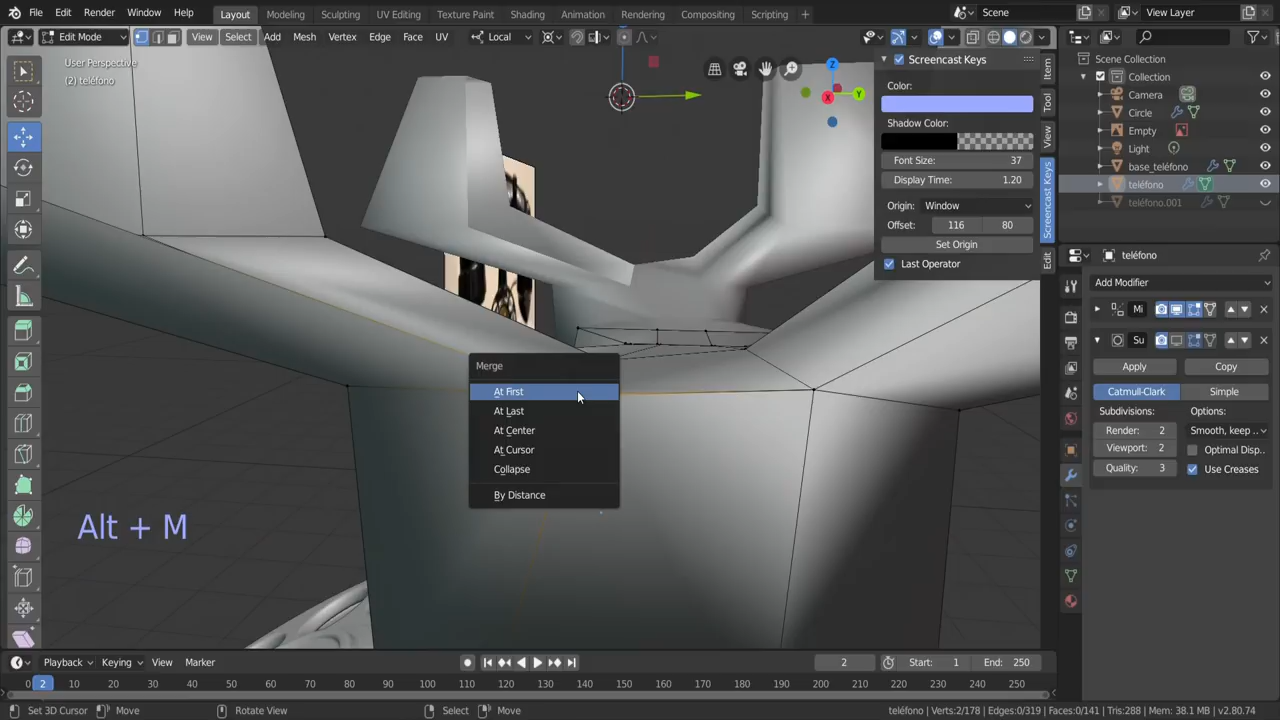 File Edit Render Window Help Layout Modeling Sculpting UV Editing Texture Paint Shading Animation Rendering Compositing Scripting Scene View Layer
Edit Mode View Select Add Mesh Vertex Edge Face UV Local
User Perspective
(2) teléfono
Z
Y
X
Screencast Keys
Color:
Shadow Color:
Font Size: 37
Display Time: 1.20
Origin: Window
Offset: 116 80
Set Origin
Last Operator
Item
Tool
View
Screencast Keys
Edit
Scene Collection
Collection
Camera
Circle
Empty
Light
base_teléfono
teléfono
teléfono.001
teléfono
Add Modifier
Mi
Su
Apply Copy
Catmull-Clark Simple
Subdivisions: Options:
Render: 2 Smooth, keep ..
Viewport: 2 Optimal Disp..
Quality: 3 Use Creases
Merge
At First
At Last
At Center
At Cursor
Collapse
By Distance
Alt + M
Playback Keying View Marker 2 Start: 1 End: 250
0 2 10 20 30 40 50 60 70 80 90 100 110 120 130 140 150 160 170 180 190 200 210 220 230 240 250
Set 3D Cursor Move Rotate View Select Move teléfono | Verts:2/178 | Edges:0/319 | Faces:0/141 | Tris:288 | Mem: 38.1 MB | v2.80.74